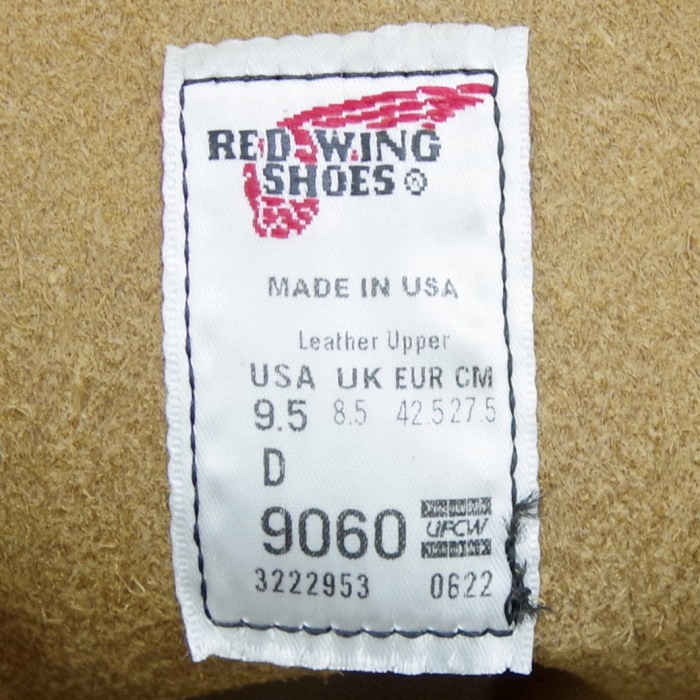 RED WING
SHOES ®
MADE IN USA
Leather Upper
USA UK EUR CM
9.5 8.5 42.5 27.5
D
9060 UFCW
3222953 0622